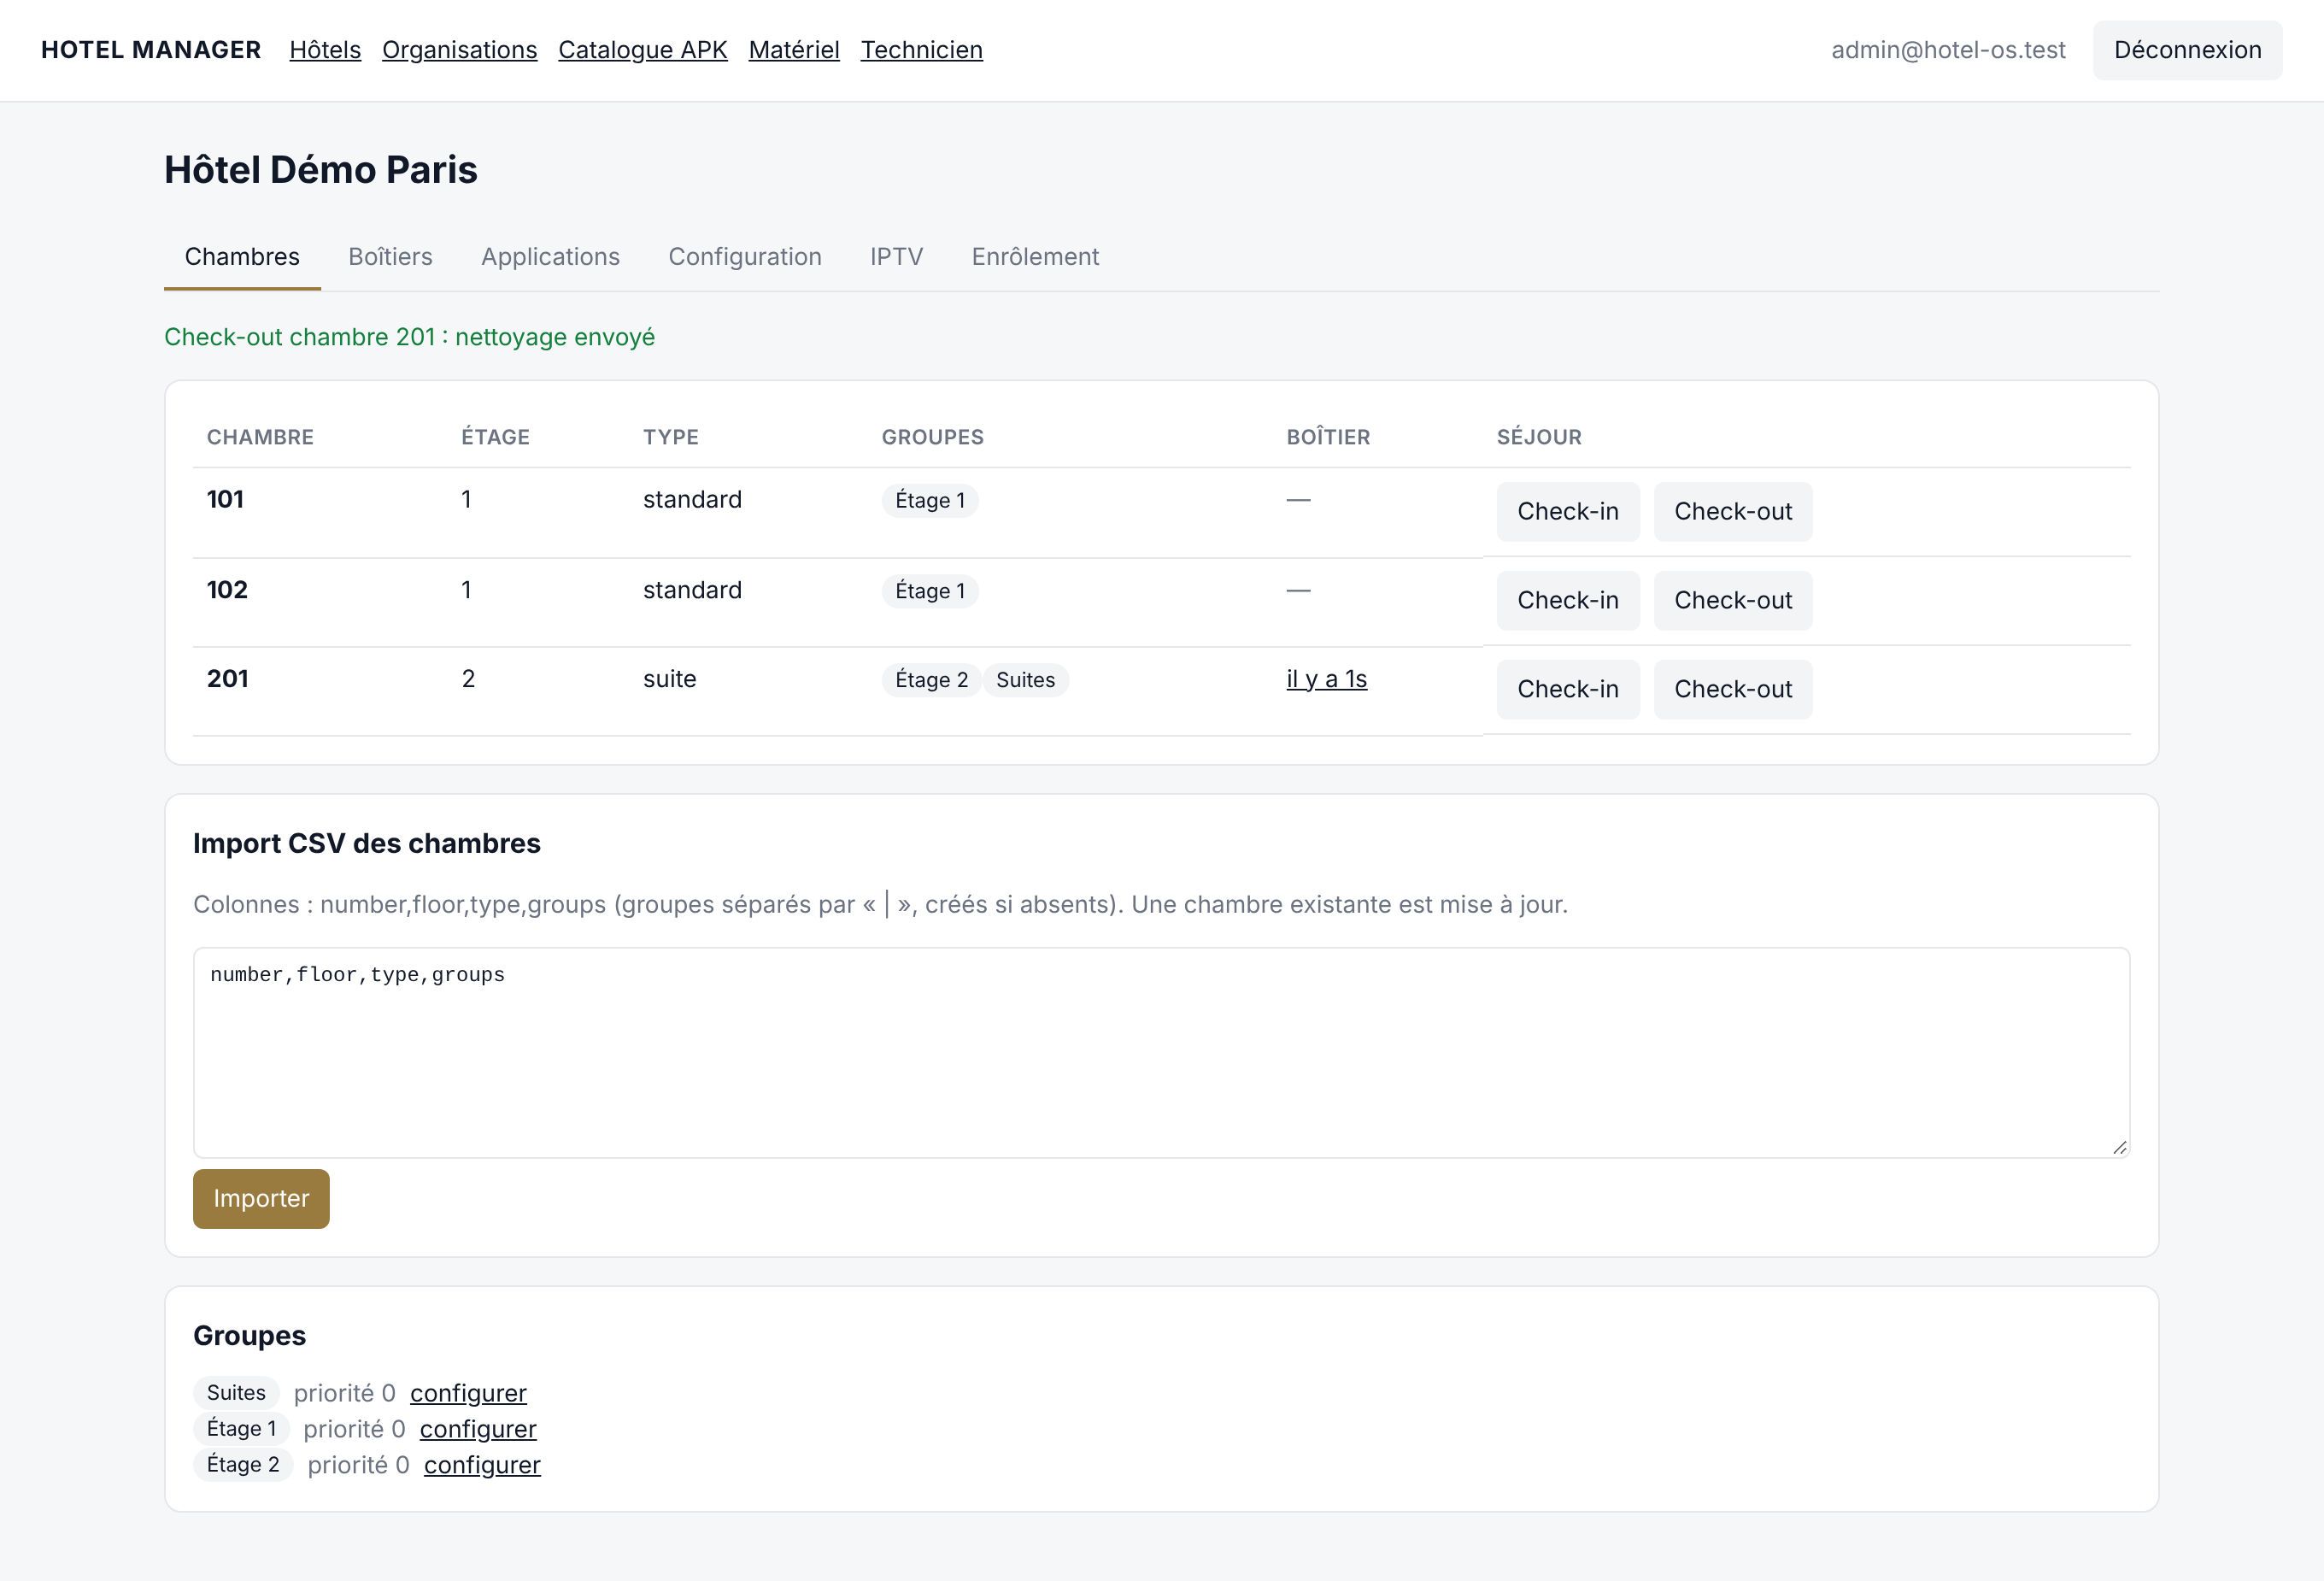 HOTEL MANAGER Hôtels Organisations Catalogue APK Matériel Technicien admin@hotel-os.test Déconnexion
Hôtel Démo Paris
Chambres Boîtiers Applications Configuration IPTV Enrôlement
Check-out chambre 201 : nettoyage envoyé
CHAMBRE ÉTAGE TYPE GROUPES BOÎTIER SÉJOUR
101 1 standard Étage 1 — Check-in Check-out
102 1 standard Étage 1 — Check-in Check-out
201 2 suite Étage 2 Suites il y a 1s Check-in Check-out
Import CSV des chambres
Colonnes : number,floor,type,groups (groupes séparés par « | », créés si absents). Une chambre existante est mise à jour.
number,floor,type,groups
Importer
Groupes
Suites priorité 0 configurer
Étage 1 priorité 0 configurer
Étage 2 priorité 0 configurer